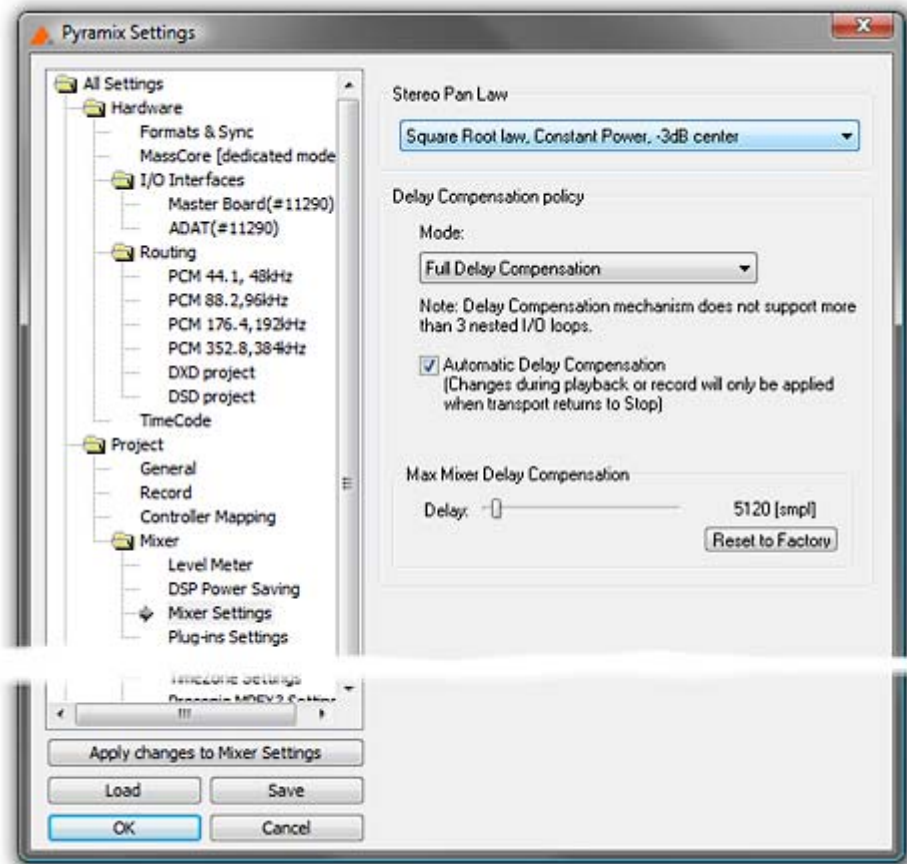 Pyramix Settings
All Settings
Hardware
Formats & Sync
MassCore [dedicated mode
I/O Interfaces
Master Board(#11290)
ADAT(#11290)
Routing
PCM 44.1, 48kHz
PCM 88.2,96kHz
PCM 176.4,192kHz
PCM 352.8,384kHz
DXD project
DSD project
TimeCode
Project
General
Record
Controller Mapping
Mixer
Level Meter
DSP Power Saving
Mixer Settings
Plug-ins Settings
TimeZone Settings
Apply changes to Mixer Settings
Load
Save
OK
Cancel
Stereo Pan Law
Square Root law, Constant Power, -3dB center
Delay Compensation policy
Mode:
Full Delay Compensation
Note: Delay Compensation mechanism does not support more
than 3 nested I/O loops.
Automatic Delay Compensation
(Changes during playback or record will only be applied
when transport returns to Stop)
Max Mixer Delay Compensation
Delay: 5120 [smpl]
Reset to Factory